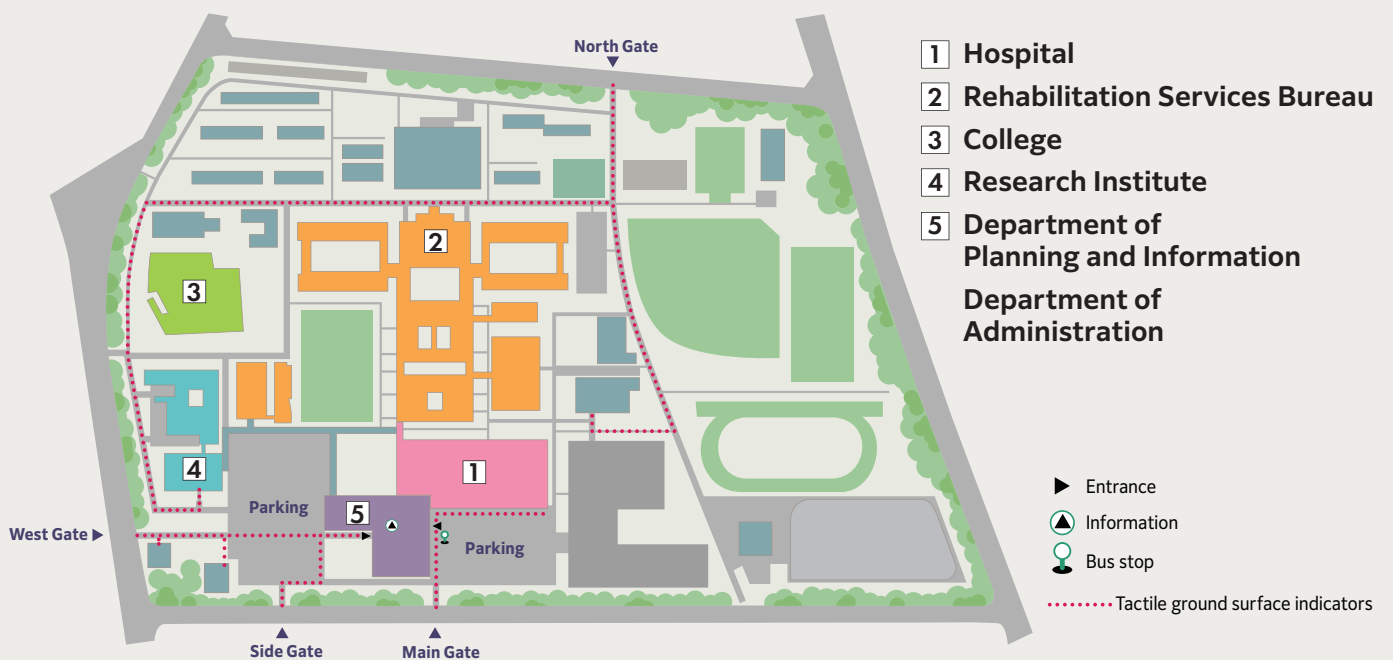 North Gate
1 Hospital
2 Rehabilitation Services Bureau
3 College
4 Research Institute
5 Department of
Planning and Information
Department of
Administration
2
3
4
1
5
Parking
Parking
West Gate
Side Gate
Main Gate
Entrance
Information
Bus stop
Tactile ground surface indicators